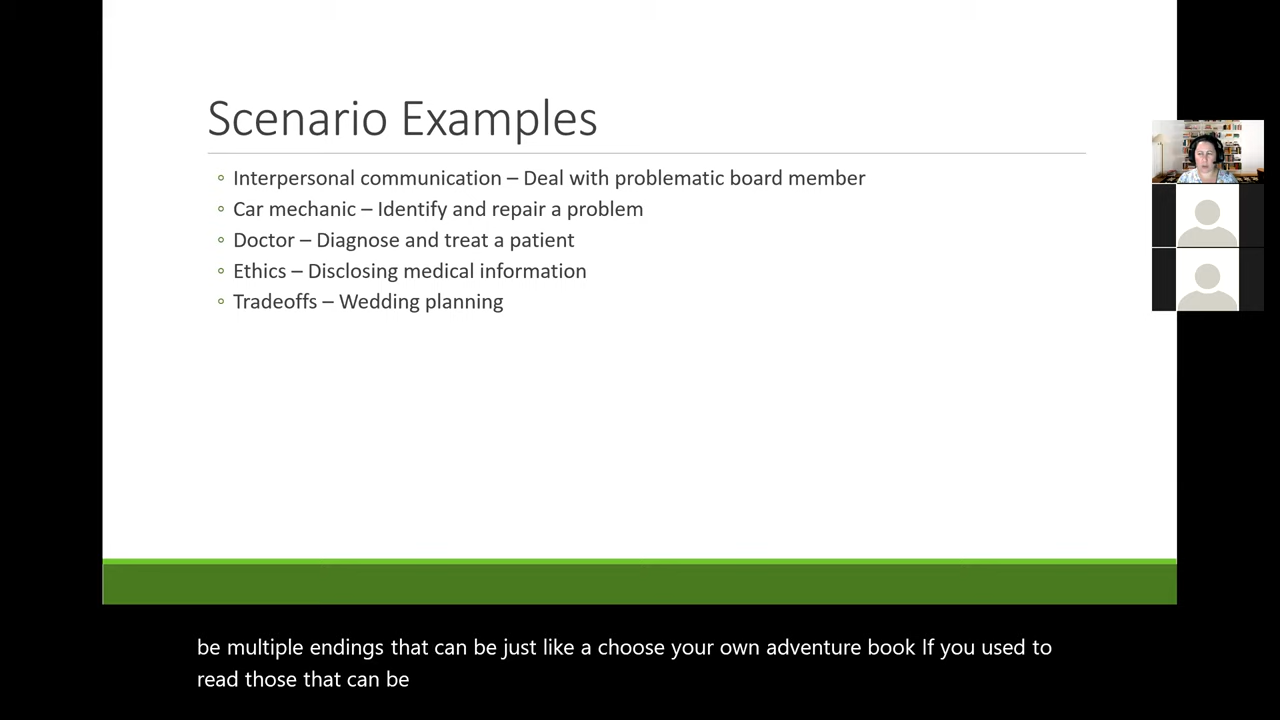 Scenario Examples
◦ Interpersonal communication – Deal with problematic board member
◦ Car mechanic – Identify and repair a problem
◦ Doctor – Diagnose and treat a patient
◦ Ethics – Disclosing medical information
◦ Tradeoffs – Wedding planning
be multiple endings that can be just like a choose your own adventure book If you used to
read those that can be